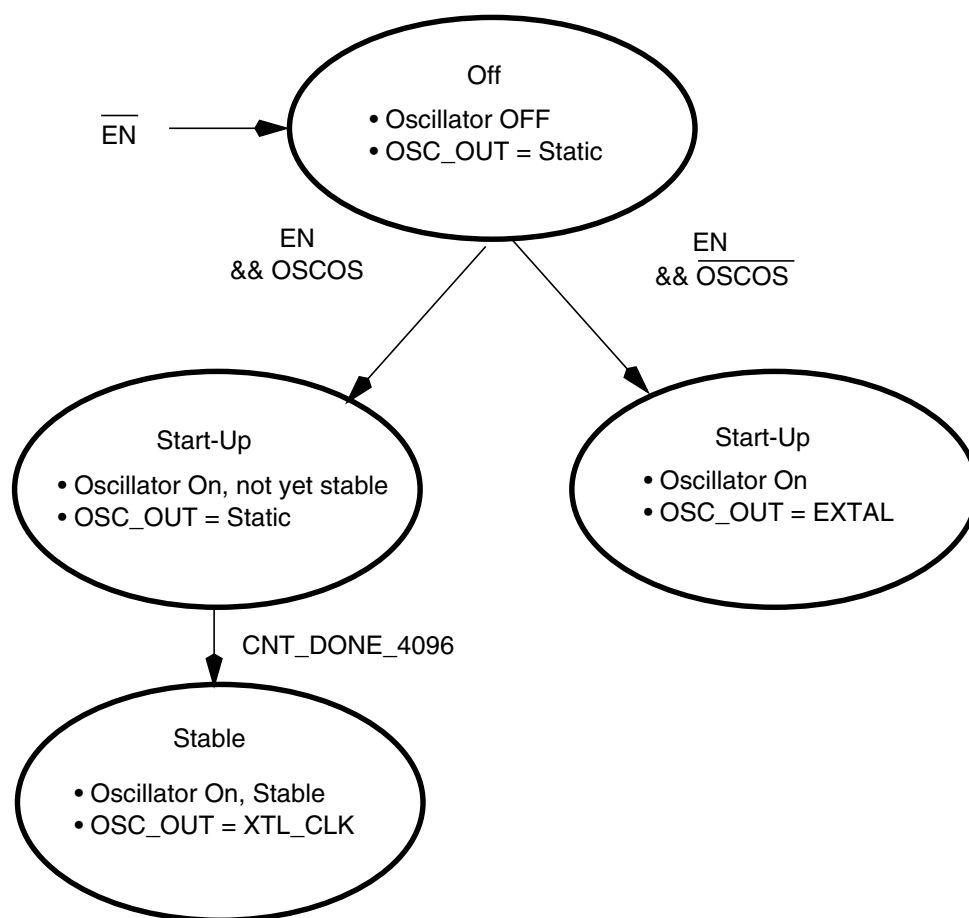 Off
EN
• Oscillator OFF
• OSC_OUT = Static
EN
&& OSCOS
EN
&& OSCOS
Start-Up
• Oscillator On, not yet stable
• OSC_OUT = Static
Start-Up
• Oscillator On
• OSC_OUT = EXTAL
CNT_DONE_4096
Stable
• Oscillator On, Stable
• OSC_OUT = XTL_CLK